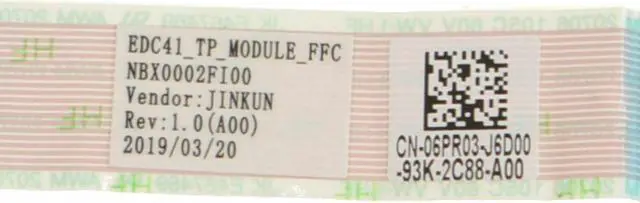 EDC41_TP_MODULE_FFC
NBX0002FI00
Vendor:JINKUN
Rev:1.0(A00)
2019/03/20
CN-06PR03-J6D00
-93K-2C88-A00